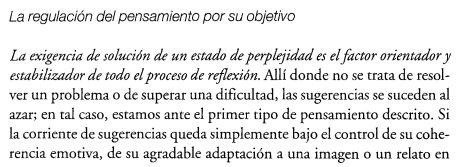 La regulación del pensamiento por su objetivo
La exigencia de solución de un estado de perplejidad es el factor orientador y
estabilizador de todo el proceso de reflexión. Allí donde no se trata de resol-
ver un problema o de superar una dificultad, las sugerencias se suceden al
azar; en tal caso, estamos ante el primer tipo de pensamiento descrito. Si
la corriente de sugerencias queda simplemente bajo el control de su cohe-
rencia emotiva, de su agradable adaptación a una imagen o un relato en